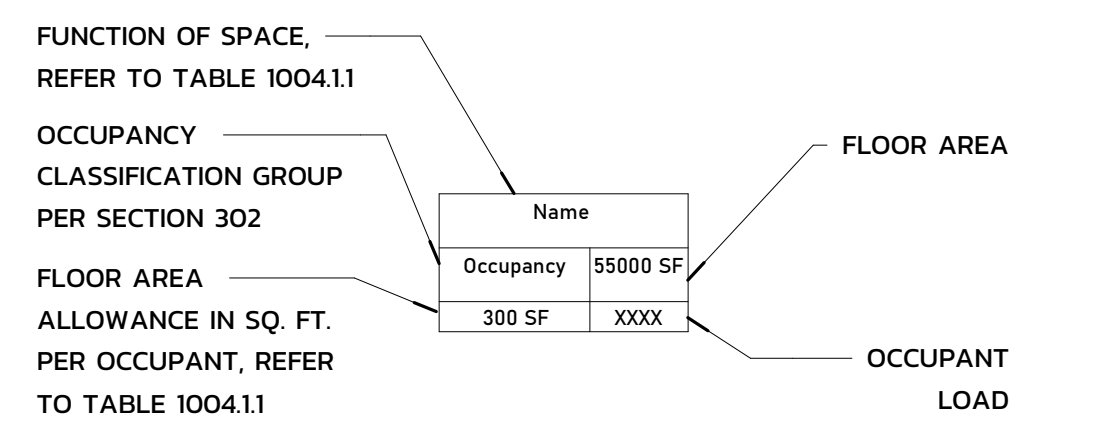 FUNCTION OF SPACE,
REFER TO TABLE 1004.1.1
OCCUPANCY
CLASSIFICATION GROUP
PER SECTION 302
FLOOR AREA
ALLOWANCE IN SQ. FT.
PER OCCUPANT, REFER
TO TABLE 1004.1.1
Name
Occupancy 55000 SF
300 SF XXXX
FLOOR AREA
OCCUPANT
LOAD